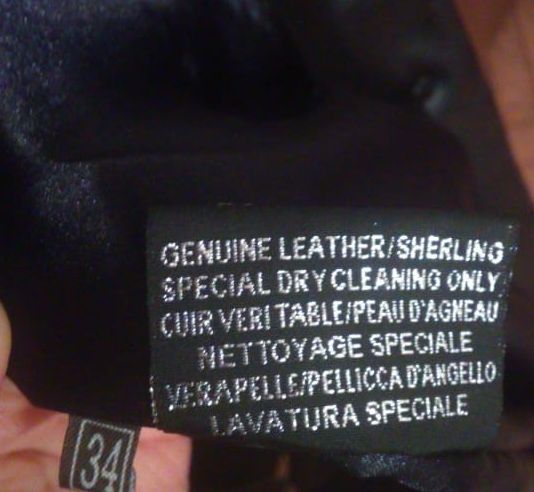 GENUINE LEATHER/SHERLING
SPECIAL DRY CLEANING ONLY
CUIR VERITABLE/PEAU D'AGNEAU
NETTOYAGE SPECIALE
VERAPELLE/PELLICCA D'ANGELLO
LAVATURA SPECIALE
34